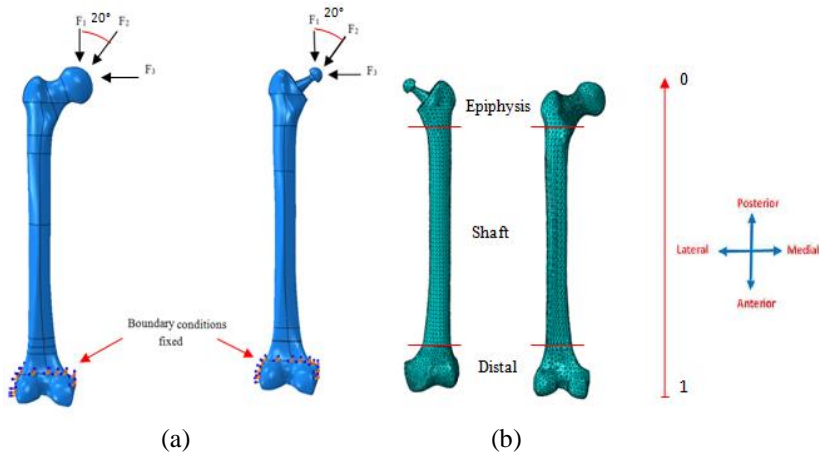 F1 20° F2
F3
F1 20° F2
F3
Boundary conditions
fixed
(a)
Epiphysis
Shaft
Distal
(b)
0
1
Posterior
Lateral
Medial
Anterior